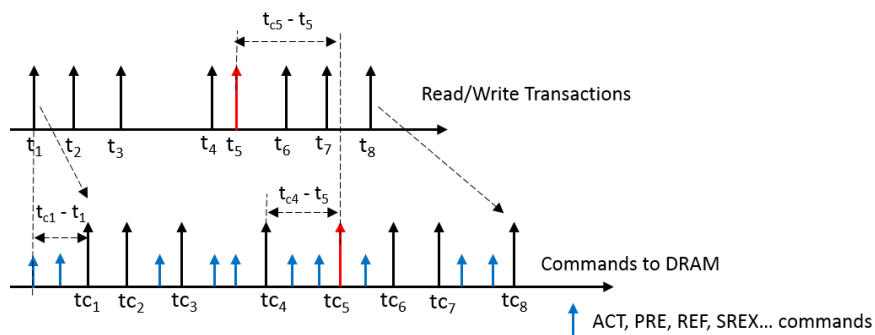 tc5 - t5
Read/Write Transactions
t1 t2 t3 t4 t5 t6 t7 t8
tc1 - t1
tc4 - t5
Commands to DRAM
tc1 tc2 tc3 tc4 tc5 tc6 tc7 tc8
ACT, PRE, REF, SREX... commands